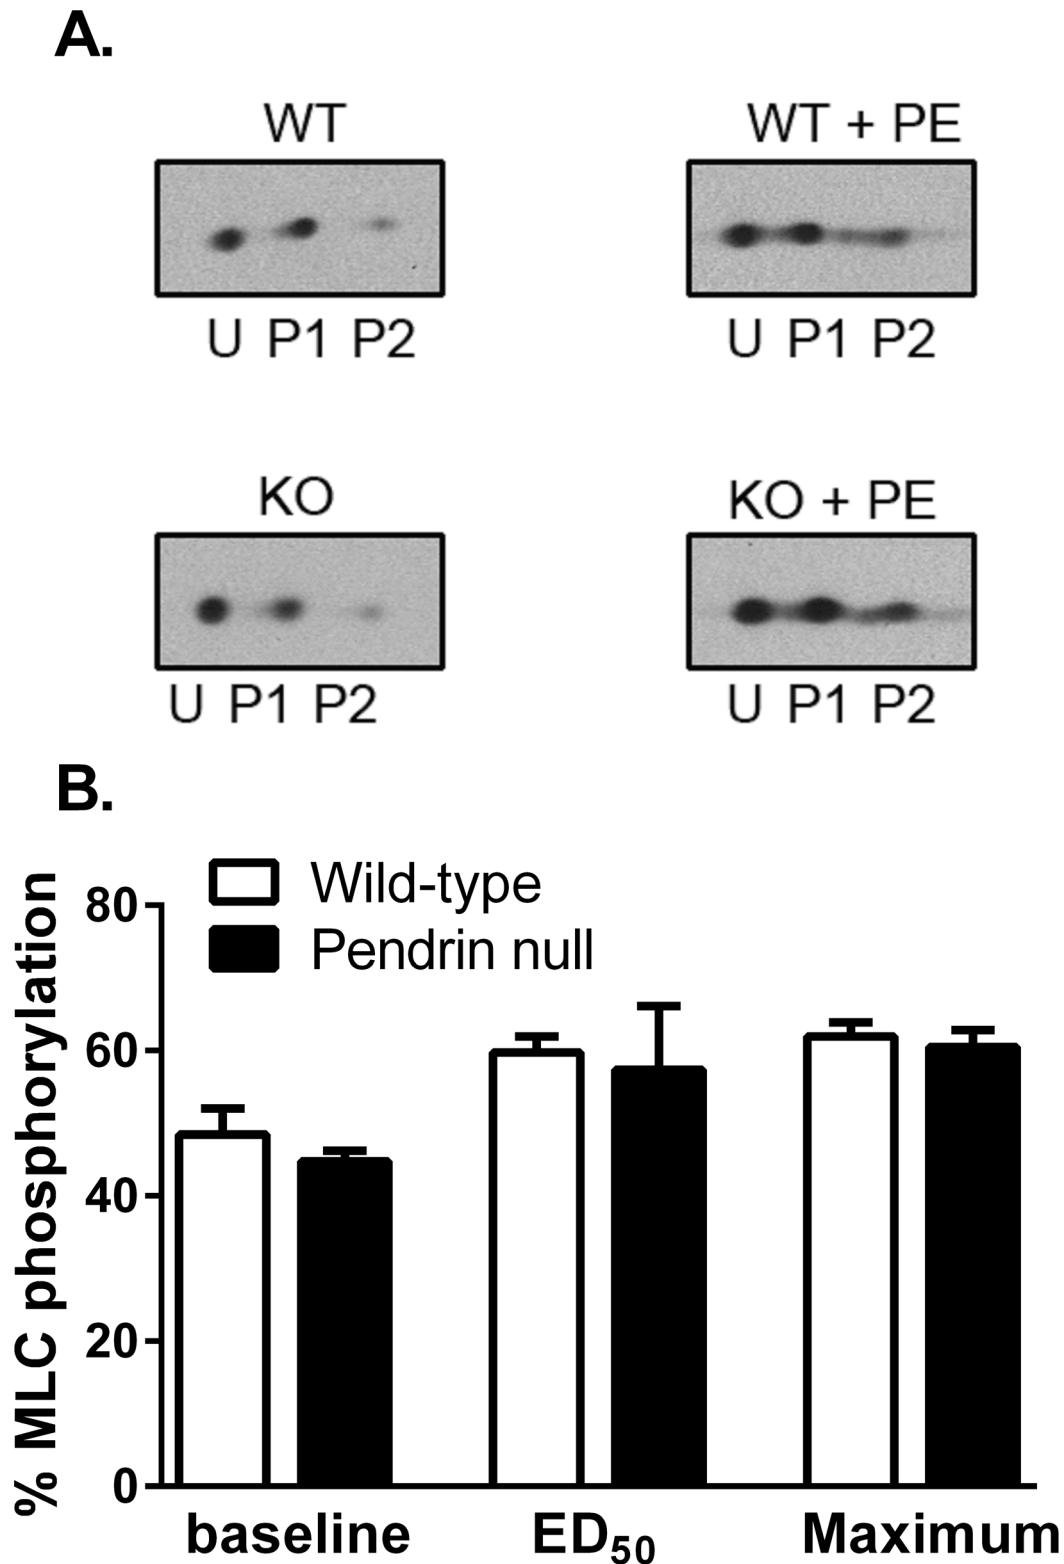 A.
WT
WT + PE
U P1 P2
U P1 P2
KO
KO + PE
U P1 P2
U P1 P2
B.
Wild-type
Pendrin null
% MLC phosphorylation
80
60
40
20
0
baseline
ED50
Maximum